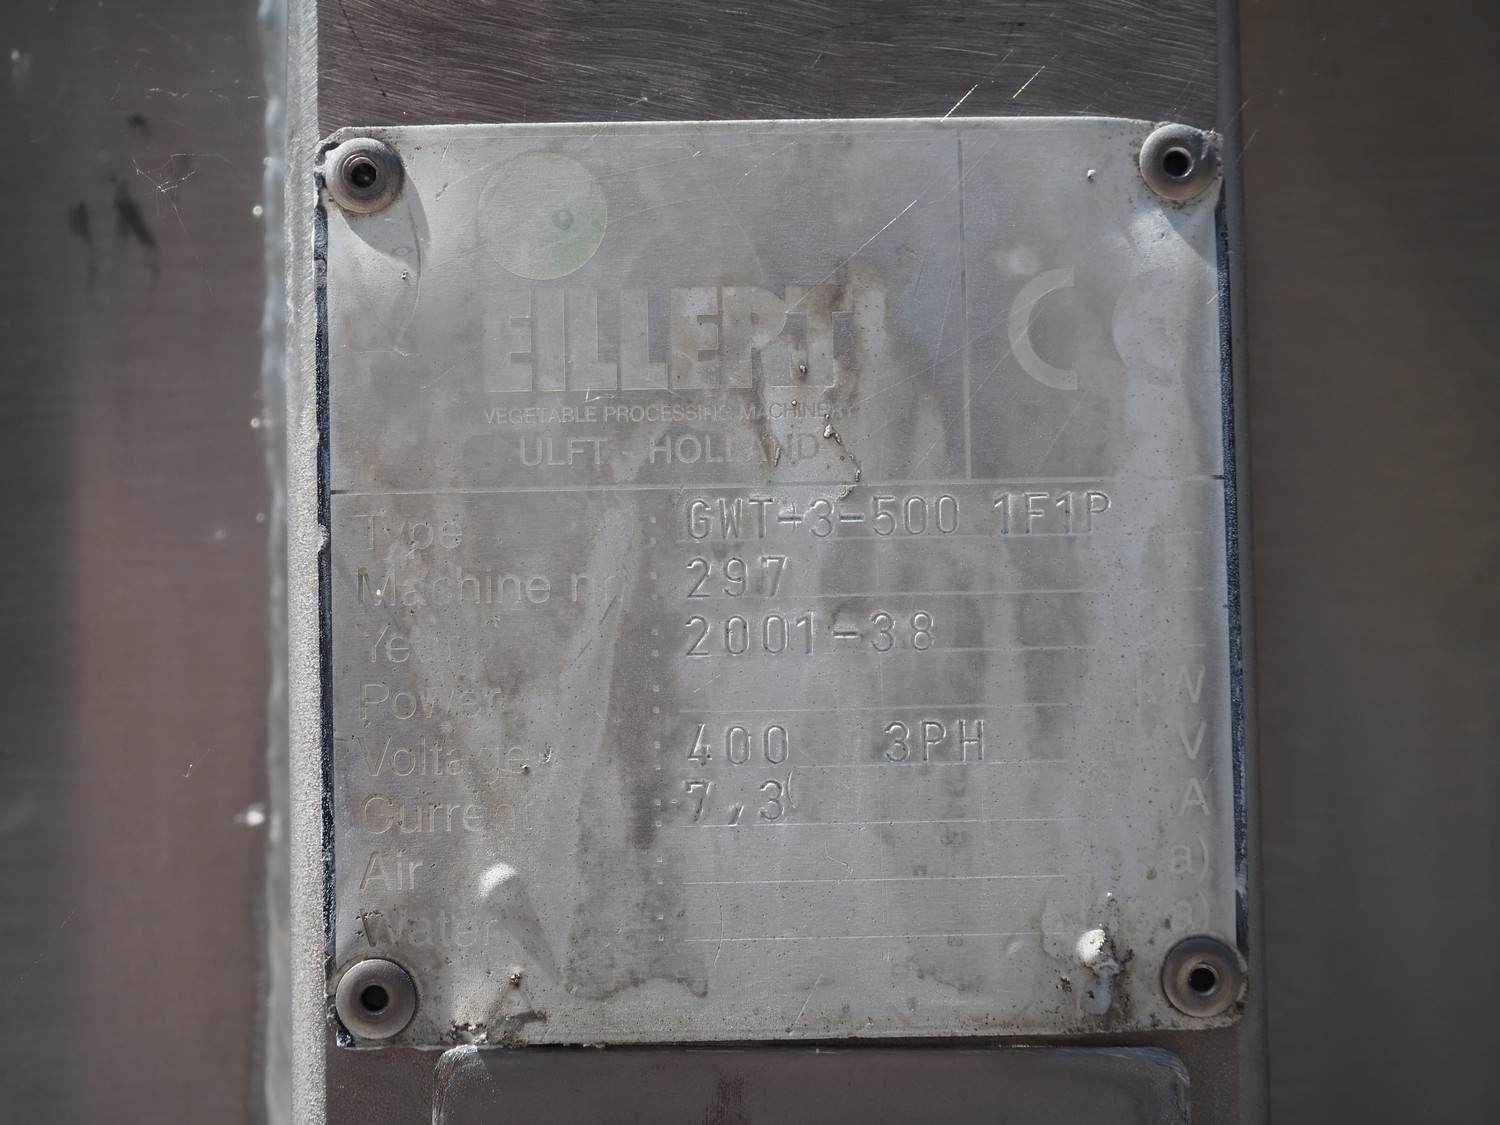 EILLERT
CE
VEGETABLE PROCESSING MACHINERY
ULFT - HOLLAND
Type : GWT-3-500 1F1P
Machine nr. : 297
Year : 2001-38
Power : W
Voltage : 400 3PH V
Current : 7,3 A
Air : a)
Water : a)